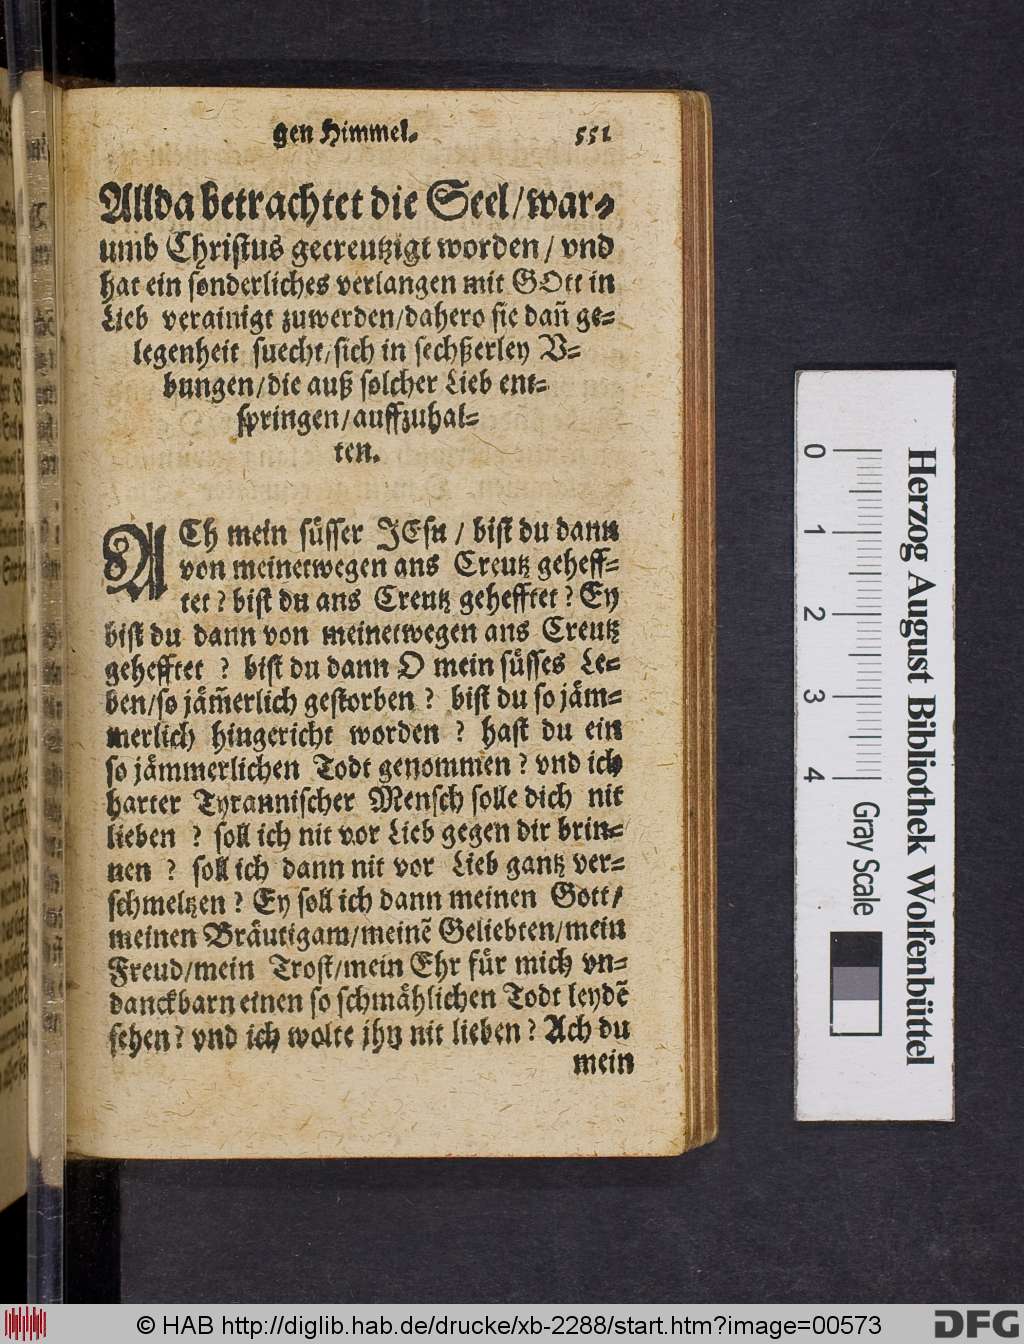 gen Himmel. 551
Allda betrachtet die Seel/war-
umb Christus gecreutzigt worden/ vnd
hat ein sonderliches verlangen mit GOtt in
Lieb verainigt zuwerden/dahero sie dañ ge-
legenheit suecht/sich in sechßerley V-
bungen/die auß solcher Lieb ent-
springen/auffzuhal-
ten.
ACh mein süsser JEsu / bist du dann
von meinetwegen ans Creutz geheff-
tet? bist du ans Creutz gehefftet? Ey
bist du dann von meinetwegen ans Creutz
gehefftet ? bist du dann O mein süsses Le-
ben/so jäm̃erlich gestorben ? bist du so jäm-
merlich hingericht worden ? hast du ein
so jämmerlichen Todt genommen? vnd ich
harter Tyrannischer Mensch solle dich nit
lieben ? soll ich nit vor Lieb gegen dir brin-
nen ? soll ich dann nit vor Lieb gantz ver-
schmeltzen? Ey soll ich dann meinen Gott/
meinen Bräutigam/meinẽ Geliebten/mein
Freud/mein Trost/mein Ehr für mich vn-
danckbarn einen so schmählichen Todt leydẽ
sehen? vnd ich wolte jhn nit lieben? Ach du
mein
Herzog August Bibliothek Wolfenbüttel
0 1 2 3 4 Gray Scale
© HAB http://diglib.hab.de/drucke/xb-2288/start.htm?image=00573
DFG